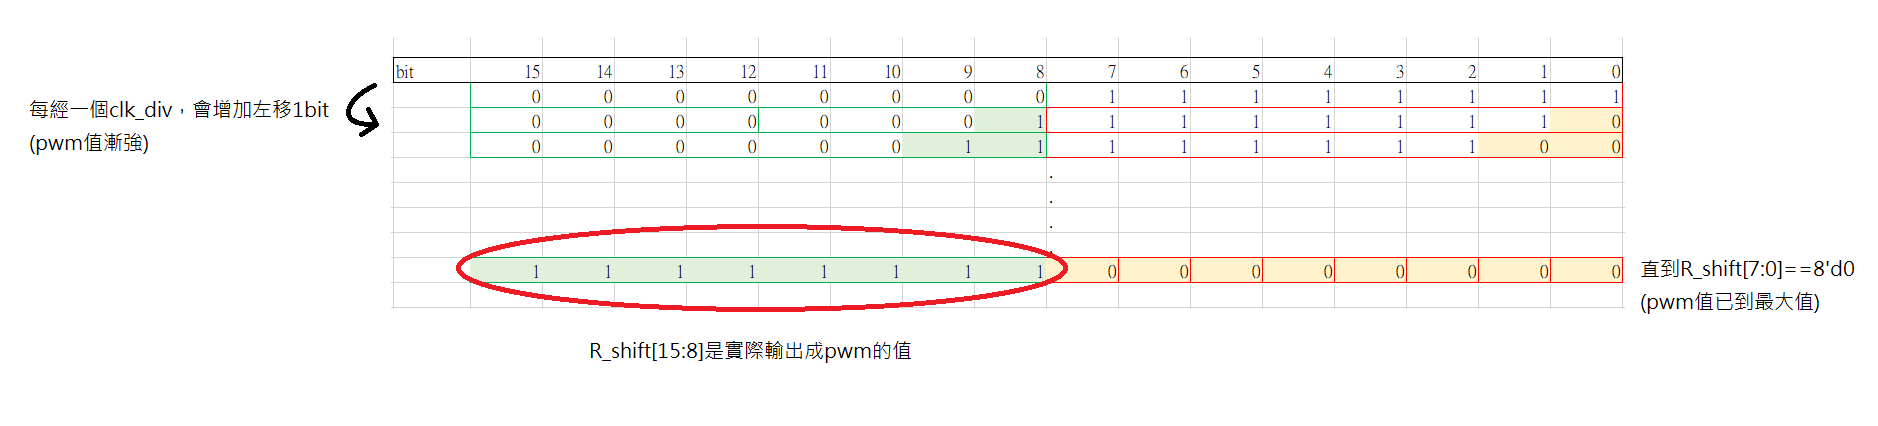 bit 15 14 13 12 11 10 9 8 7 6 5 4 3 2 1 0
0 0 0 0 0 0 0 0 1 1 1 1 1 1 1 1
每經一個clk_div，會增加左移1bit
(pwm值漸強)
0 0 0 0 0 0 0 1 1 1 1 1 1 1 1 0
0 0 0 0 0 0 1 1 1 1 1 1 1 1 0 0
.
.
.
.
1 1 1 1 1 1 1 1 0 0 0 0 0 0 0 0
直到R_shift[7:0]==8'd0
(pwm值已到最大值)
R_shift[15:8]是實際輸出成pwm的值